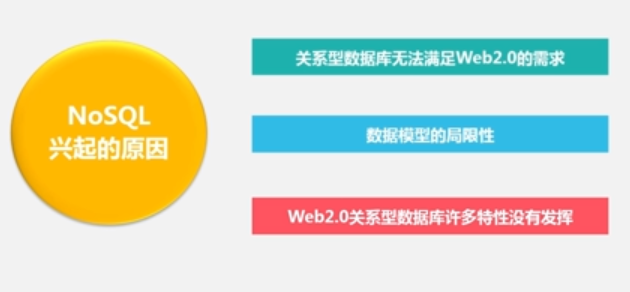 NoSQL
兴起的原因
关系型数据库无法满足Web2.0的需求
数据模型的局限性
Web2.0关系型数据库许多特性没有发挥